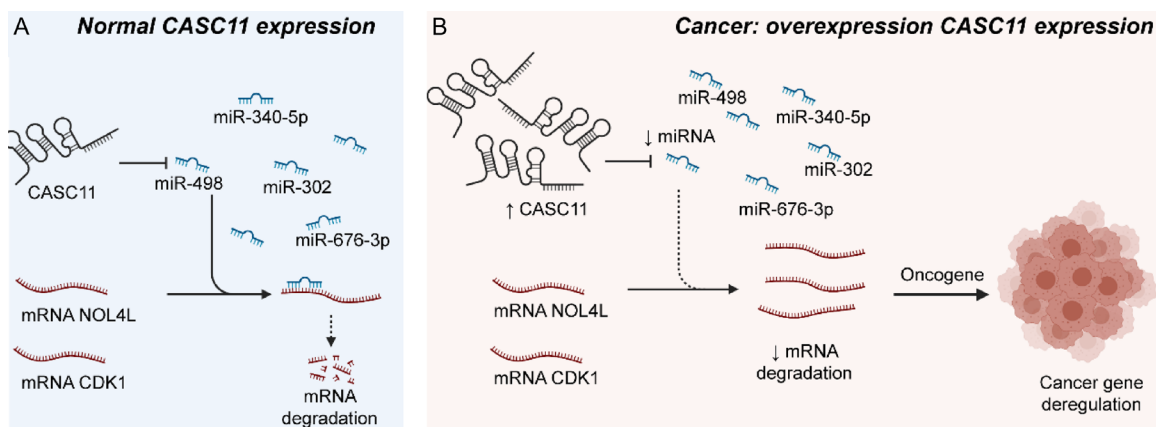 A
Normal CASC11 expression
miR-340-5p
CASC11
miR-498
miR-302
miR-676-3p
mRNA NOL4L
mRNA CDK1
mRNA
degradation
B
Cancer: overexpression CASC11 expression
miR-498
miR-340-5p
↓ miRNA
miR-302
miR-676-3p
↑ CASC11
mRNA NOL4L
mRNA CDK1
↓ mRNA
degradation
Oncogene
Cancer gene
deregulation